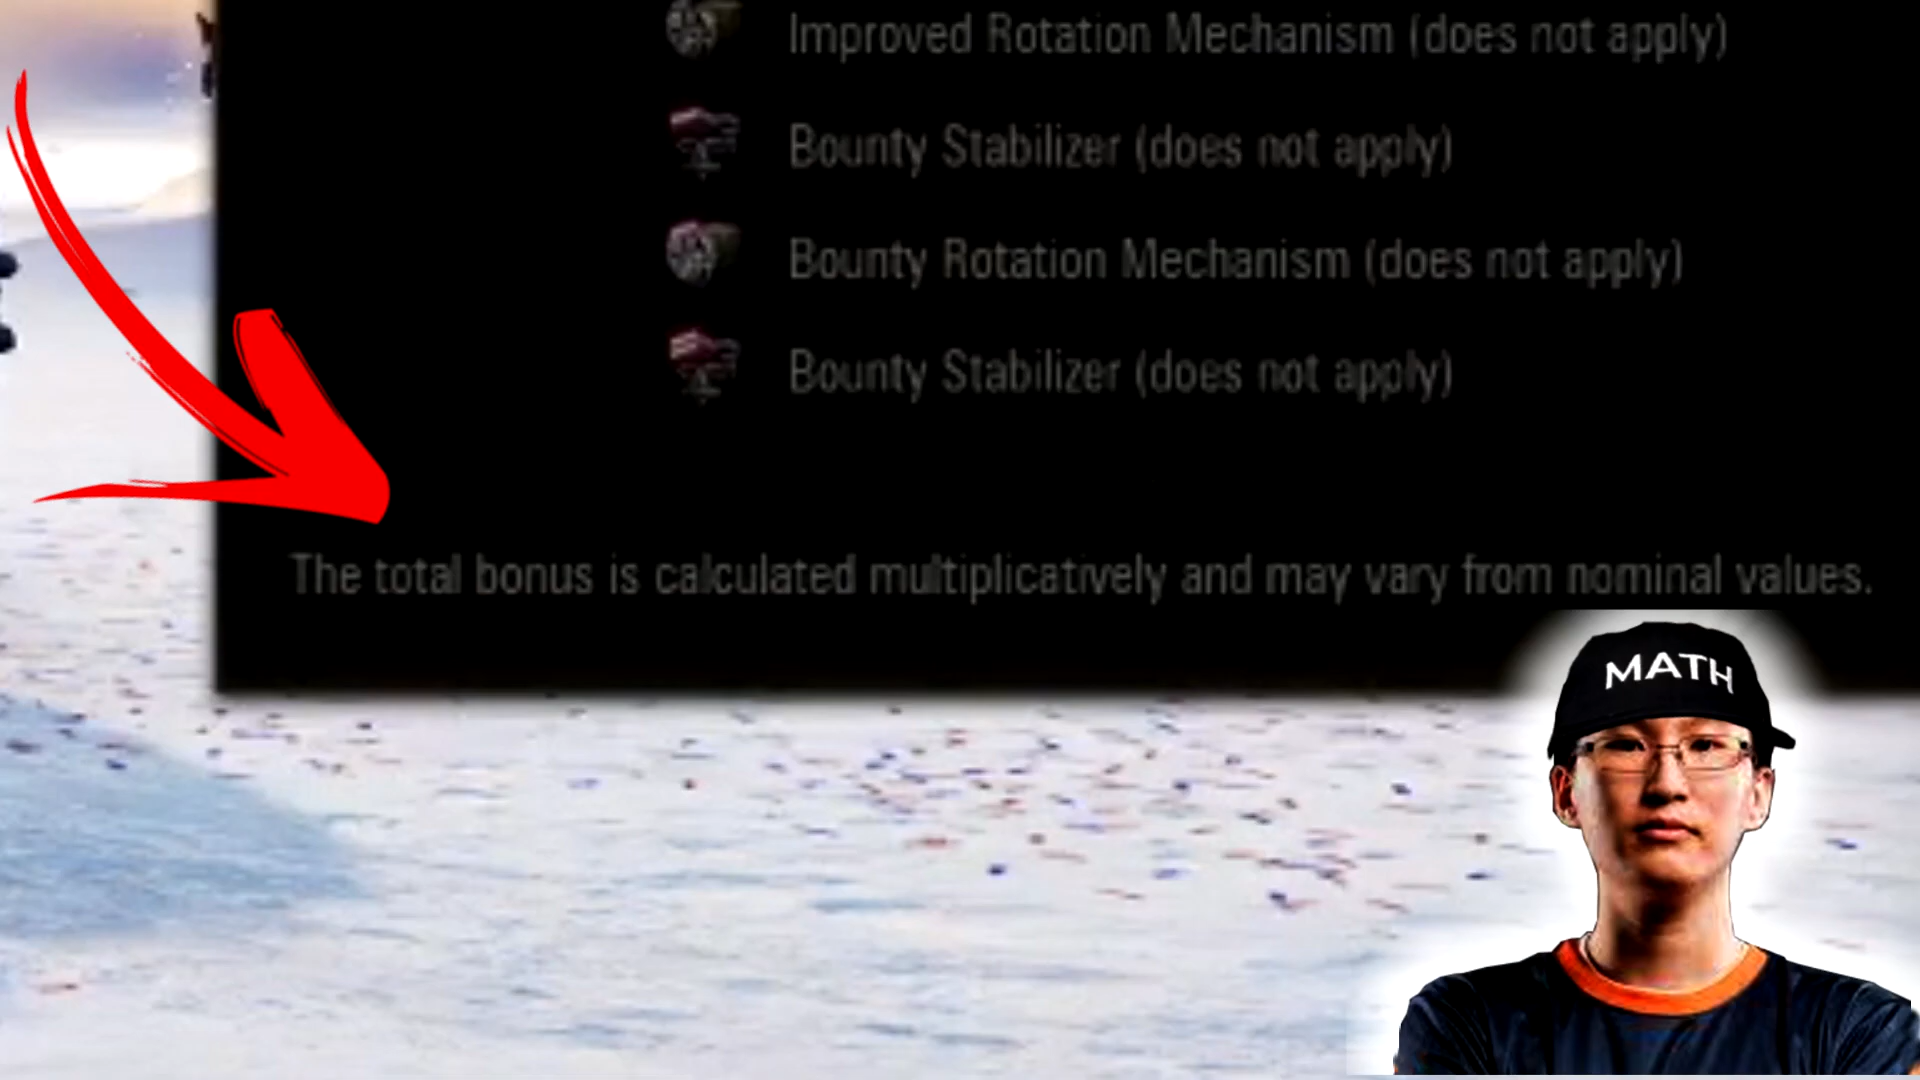 Improved Rotation Mechanism (does not apply)
Bounty Stabilizer (does not apply)
Bounty Rotation Mechanism (does not apply)
Bounty Stabilizer (does not apply)
The total bonus is calculated multiplicatively and may vary from nominal values.
MATH